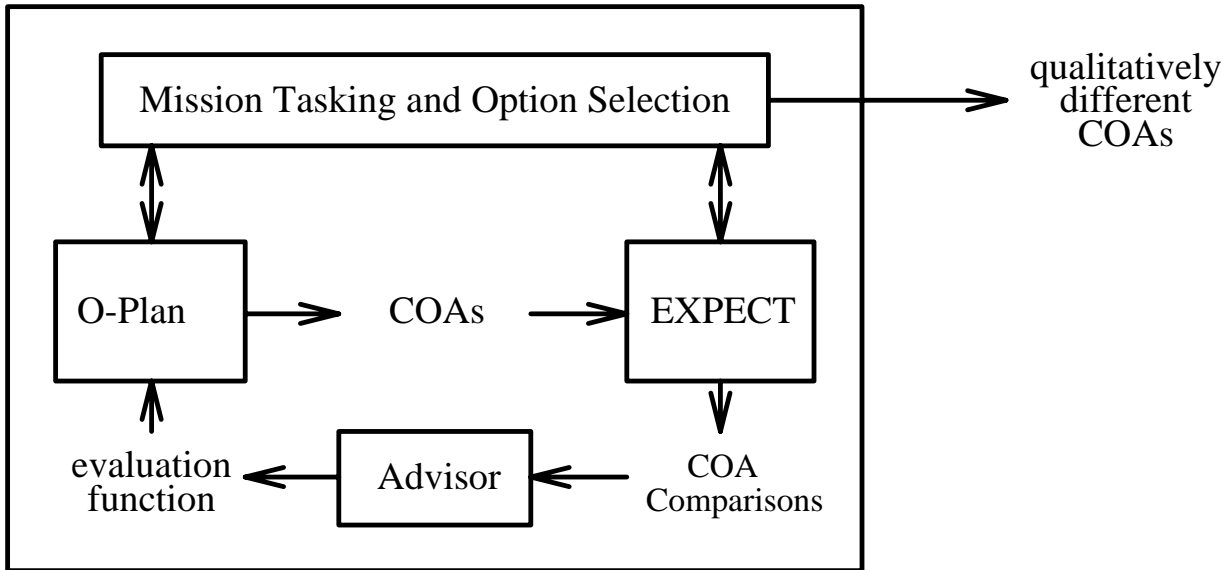 Mission Tasking and Option Selection
qualitatively
different
COAs
O-Plan
COAs
EXPECT
evaluation
function
Advisor
COA
Comparisons